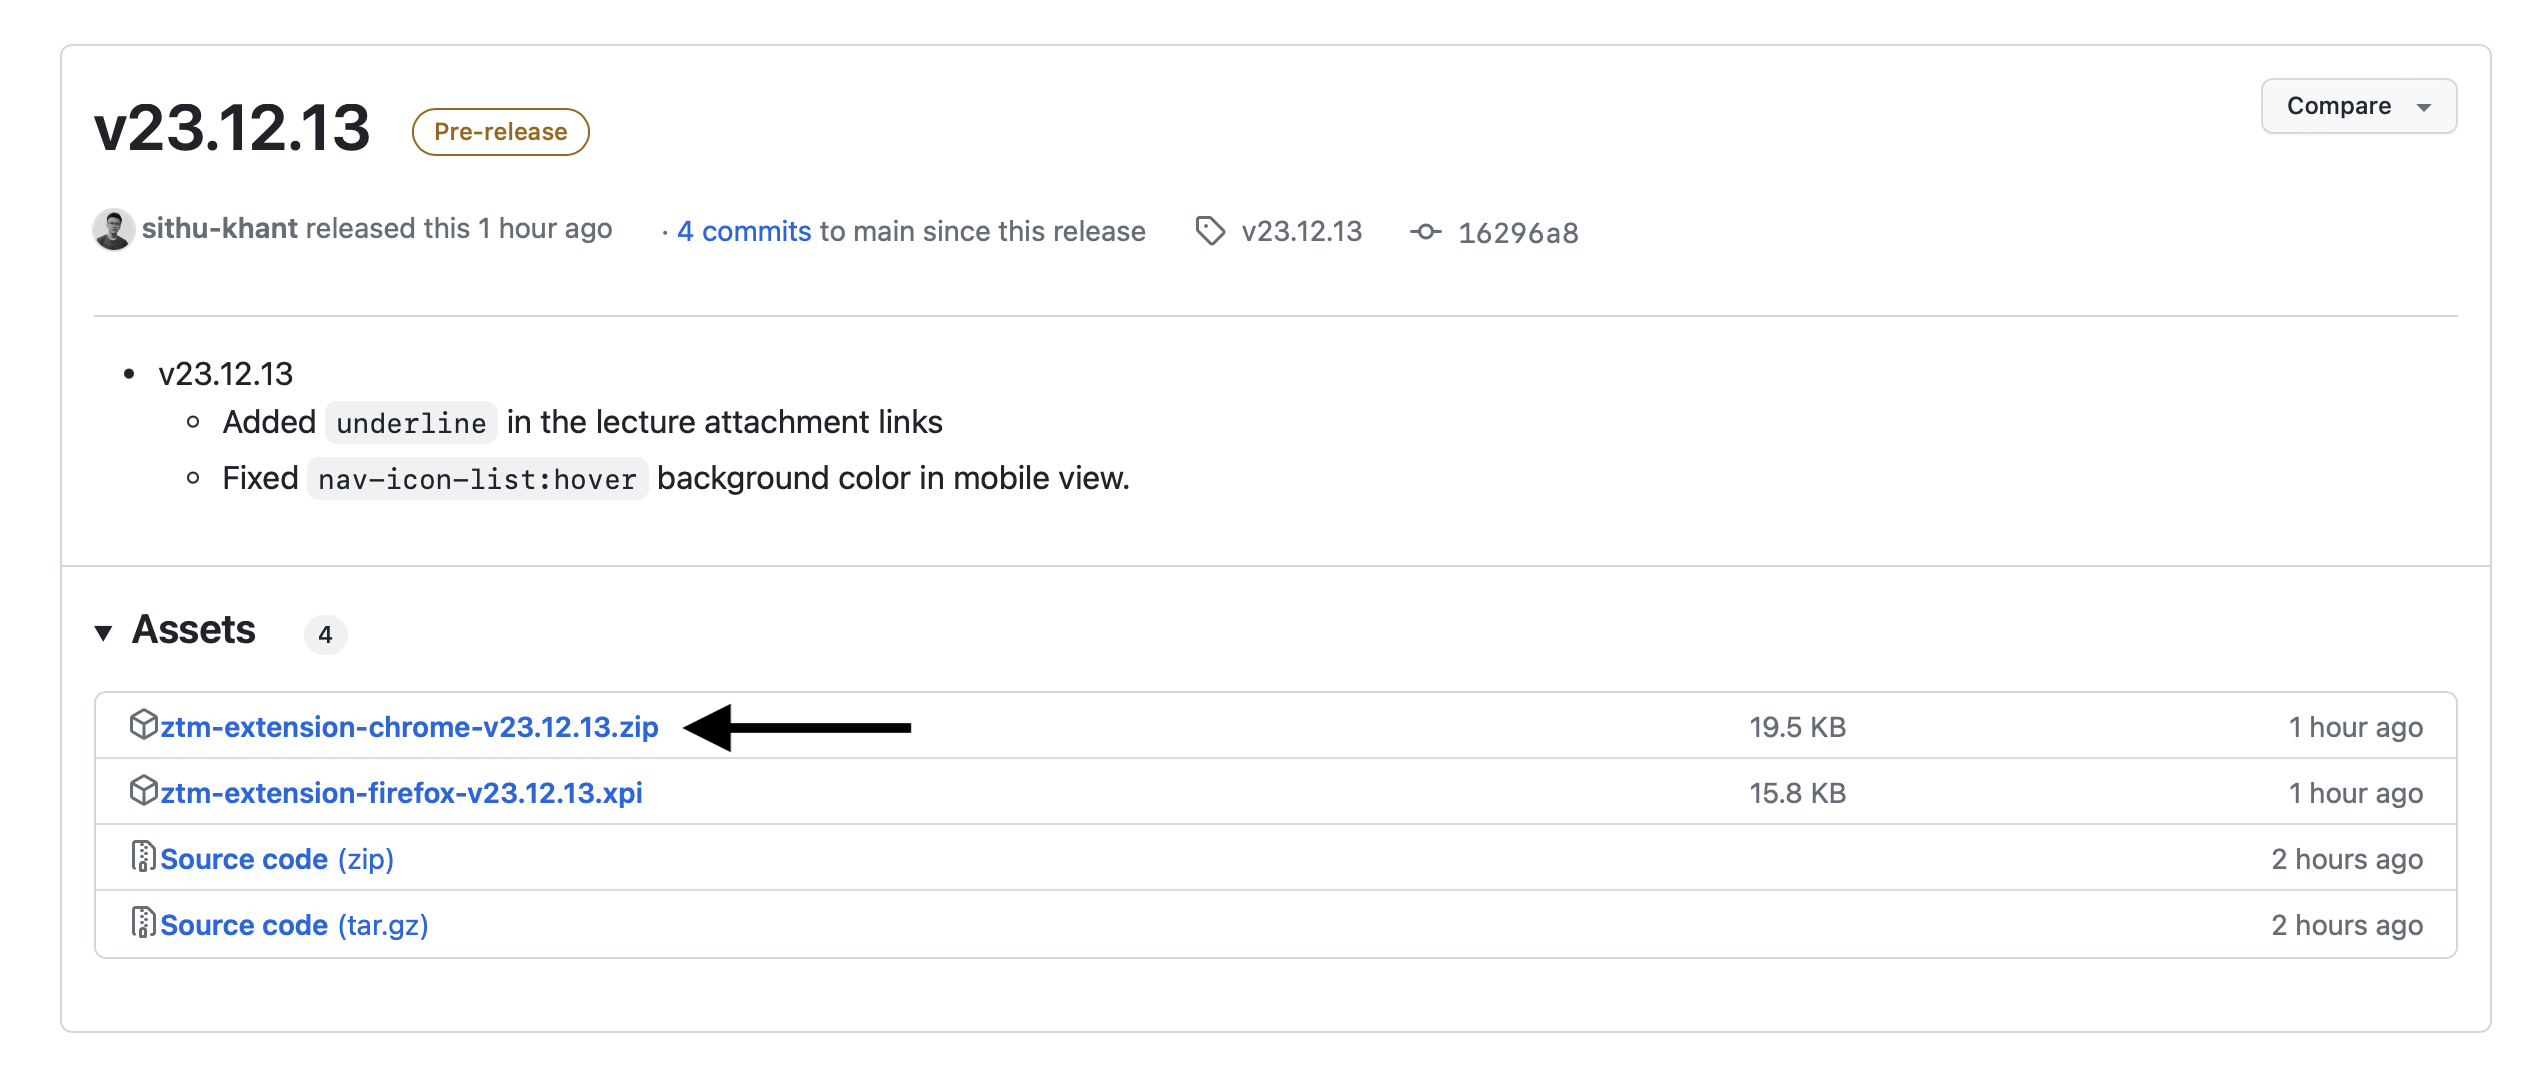 v23.12.13 Pre-release Compare
sithu-khant released this 1 hour ago · 4 commits to main since this release v23.12.13 16296a8
• v23.12.13
◦ Added underline in the lecture attachment links
◦ Fixed nav-icon-list:hover background color in mobile view.
Assets 4
ztm-extension-chrome-v23.12.13.zip 19.5 KB 1 hour ago
ztm-extension-firefox-v23.12.13.xpi 15.8 KB 1 hour ago
Source code (zip) 2 hours ago
Source code (tar.gz) 2 hours ago